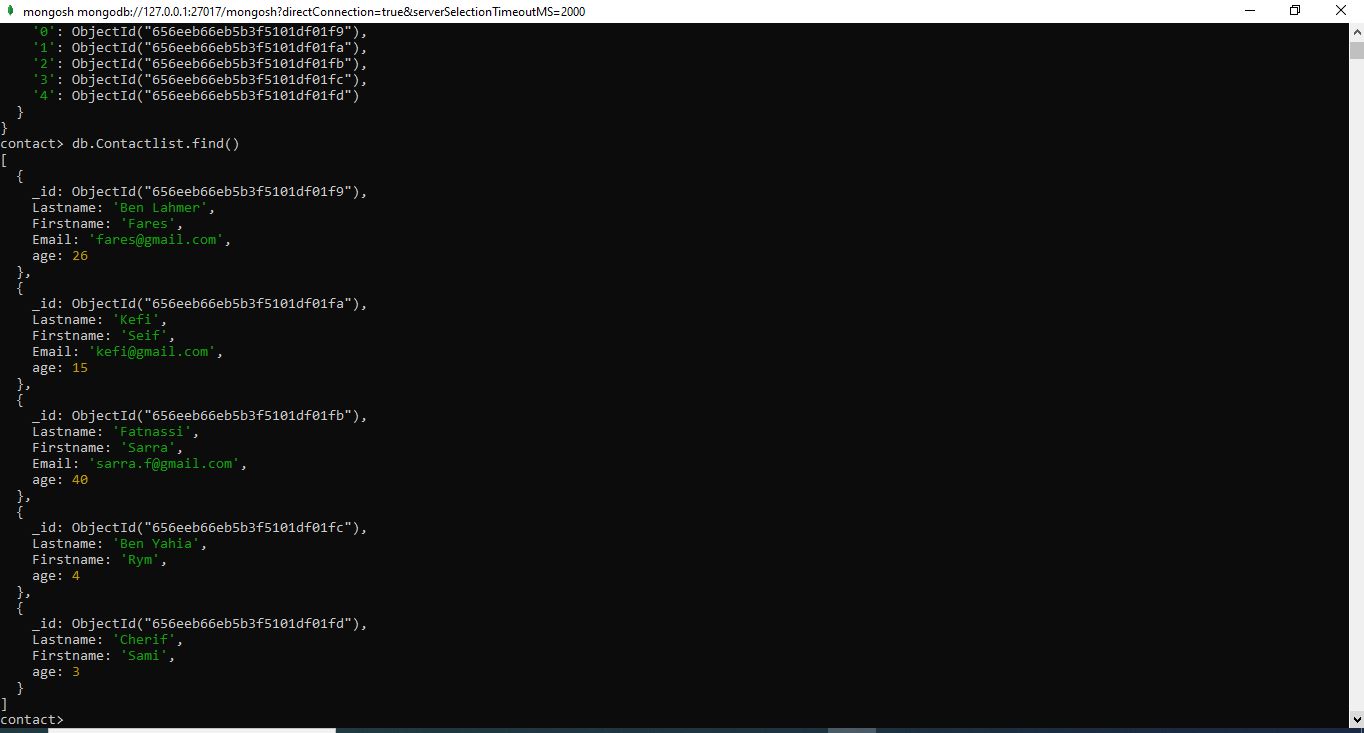 mongosh mongodb://127.0.0.1:27017/mongosh?directConnection=true&serverSelectionTimeoutMS=2000
    '0': ObjectId("656eeb66eb5b3f5101df01f9"),
    '1': ObjectId("656eeb66eb5b3f5101df01fa"),
    '2': ObjectId("656eeb66eb5b3f5101df01fb"),
    '3': ObjectId("656eeb66eb5b3f5101df01fc"),
    '4': ObjectId("656eeb66eb5b3f5101df01fd")
  }
}
contact> db.Contactlist.find()
[
  {
    _id: ObjectId("656eeb66eb5b3f5101df01f9"),
    Lastname: 'Ben Lahmer',
    Firstname: 'Fares',
    Email: 'fares@gmail.com',
    age: 26
  },
  {
    _id: ObjectId("656eeb66eb5b3f5101df01fa"),
    Lastname: 'Kefi',
    Firstname: 'Seif',
    Email: 'kefi@gmail.com',
    age: 15
  },
  {
    _id: ObjectId("656eeb66eb5b3f5101df01fb"),
    Lastname: 'Fatnassi',
    Firstname: 'Sarra',
    Email: 'sarra.f@gmail.com',
    age: 40
  },
  {
    _id: ObjectId("656eeb66eb5b3f5101df01fc"),
    Lastname: 'Ben Yahia',
    Firstname: 'Rym',
    age: 4
  },
  {
    _id: ObjectId("656eeb66eb5b3f5101df01fd"),
    Lastname: 'Cherif',
    Firstname: 'Sami',
    age: 3
  }
]
contact>